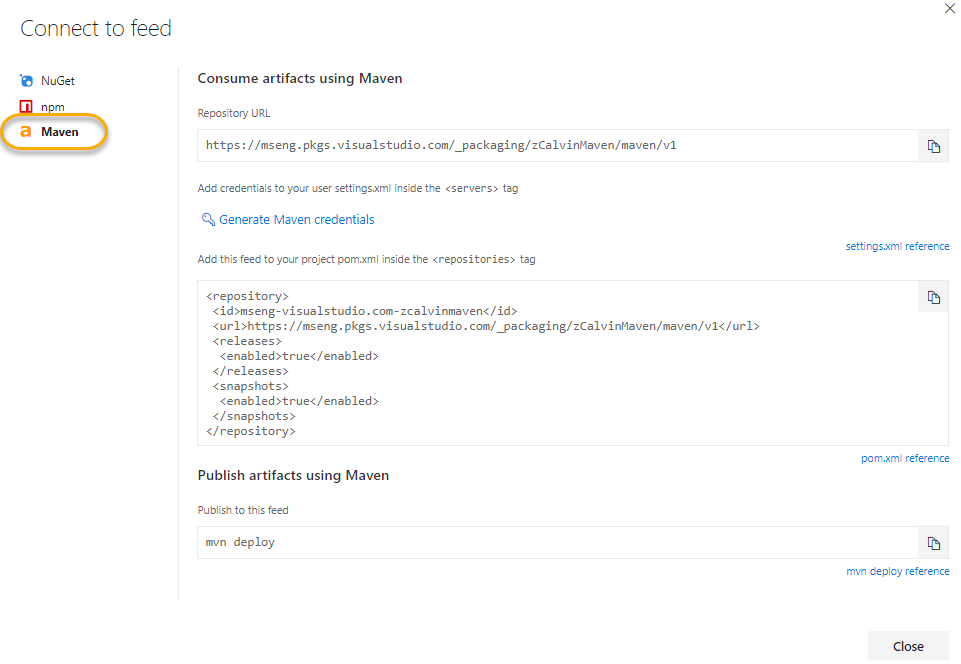 Connect to feed
NuGet
npm
Maven
Consume artifacts using Maven
Repository URL
https://mseng.pkgs.visualstudio.com/_packaging/zCalvinMaven/maven/v1
Add credentials to your user settings.xml inside the <servers> tag
Generate Maven credentials
settings.xml reference
Add this feed to your project pom.xml inside the <repositories> tag
<repository>
<id>mseng-visualstudio.com-zcalvinmaven</id>
<url>https://mseng.pkgs.visualstudio.com/_packaging/zCalvinMaven/maven/v1</url>
<releases>
<enabled>true</enabled>
</releases>
<snapshots>
<enabled>true</enabled>
</snapshots>
</repository>
pom.xml reference
Publish artifacts using Maven
Publish to this feed
mvn deploy
mvn deploy reference
Close